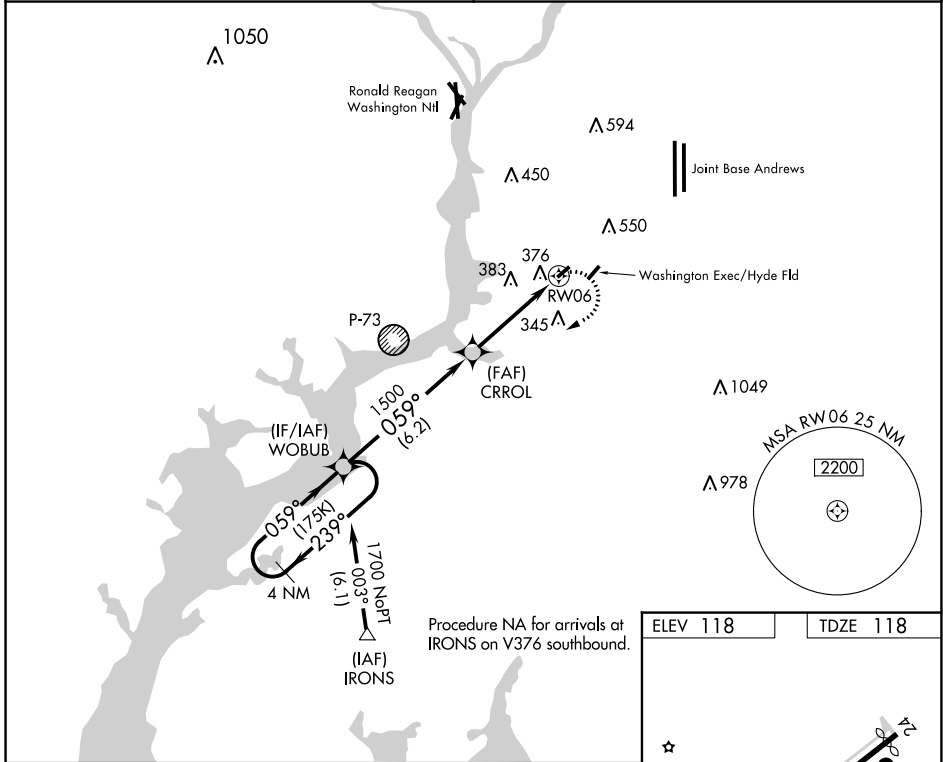 1050
Ronald Reagan
Washington Ntl
594
450
Joint Base Andrews
550
376
383
Washington Exec/Hyde Fld
RW06
345
P-73
(FAF)
CRROL
1500
059°
(6.2)
1049
(IF/IAF)
WOBUB
MSA RW 06 25 NM
2200
978
059°
(175K)
239°
4 NM
1700 NoPT
003°
(6.1)
(IAF)
IRONS
Procedure NA for arrivals at
IRONS on V376 southbound.
ELEV 118
TDZE 118
24